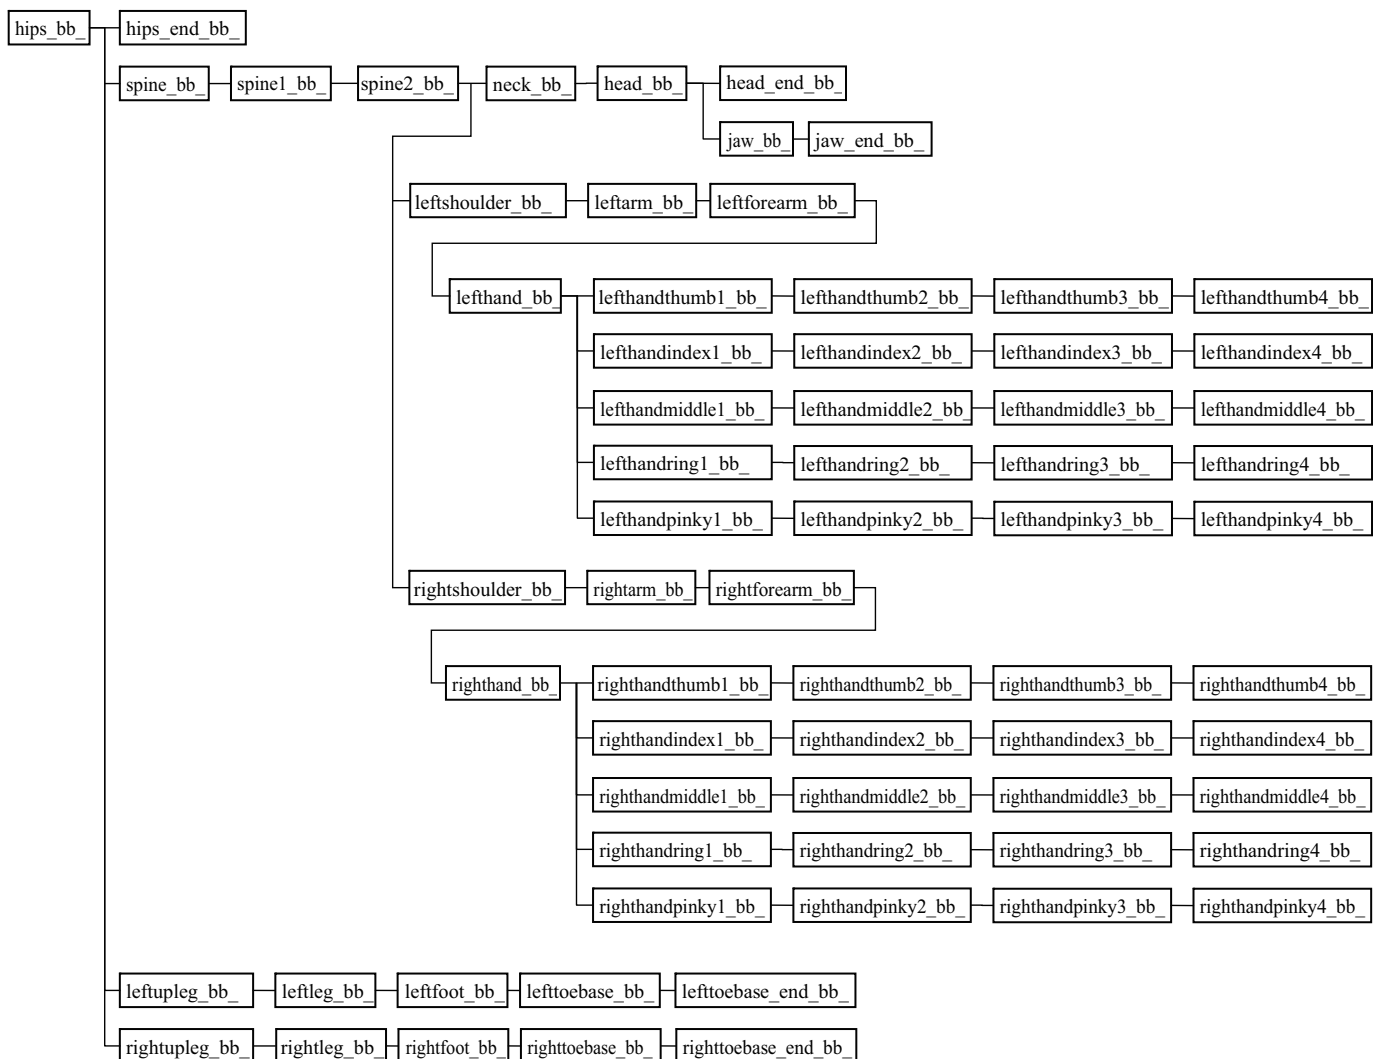 hips_bb_ hips_end_bb_
spine_bb_ spine1_bb_ spine2_bb_ neck_bb_ head_bb_ head_end_bb_
jaw_bb_ jaw_end_bb_
leftshoulder_bb_ leftarm_bb_ leftforearm_bb_
lefthand_bb_ lefthandthumb1_bb_ lefthandthumb2_bb_ lefthandthumb3_bb_ lefthandthumb4_bb_
lefthandindex1_bb_ lefthandindex2_bb_ lefthandindex3_bb_ lefthandindex4_bb_
lefthandmiddle1_bb_ lefthandmiddle2_bb_ lefthandmiddle3_bb_ lefthandmiddle4_bb_
lefthandring1_bb_ lefthandring2_bb_ lefthandring3_bb_ lefthandring4_bb_
lefthandpinky1_bb_ lefthandpinky2_bb_ lefthandpinky3_bb_ lefthandpinky4_bb_
rightshoulder_bb_ rightarm_bb_ rightforearm_bb_
righthand_bb_ righthandthumb1_bb_ righthandthumb2_bb_ righthandthumb3_bb_ righthandthumb4_bb_
righthandindex1_bb_ righthandindex2_bb_ righthandindex3_bb_ righthandindex4_bb_
righthandmiddle1_bb_ righthandmiddle2_bb_ righthandmiddle3_bb_ righthandmiddle4_bb_
righthandring1_bb_ righthandring2_bb_ righthandring3_bb_ righthandring4_bb_
righthandpinky1_bb_ righthandpinky2_bb_ righthandpinky3_bb_ righthandpinky4_bb_
leftupleg_bb_ leftleg_bb_ leftfoot_bb_ lefttoebase_bb_ lefttoebase_end_bb_
rightupleg_bb_ rightleg_bb_ rightfoot_bb_ righttoebase_bb_ righttoebase_end_bb_